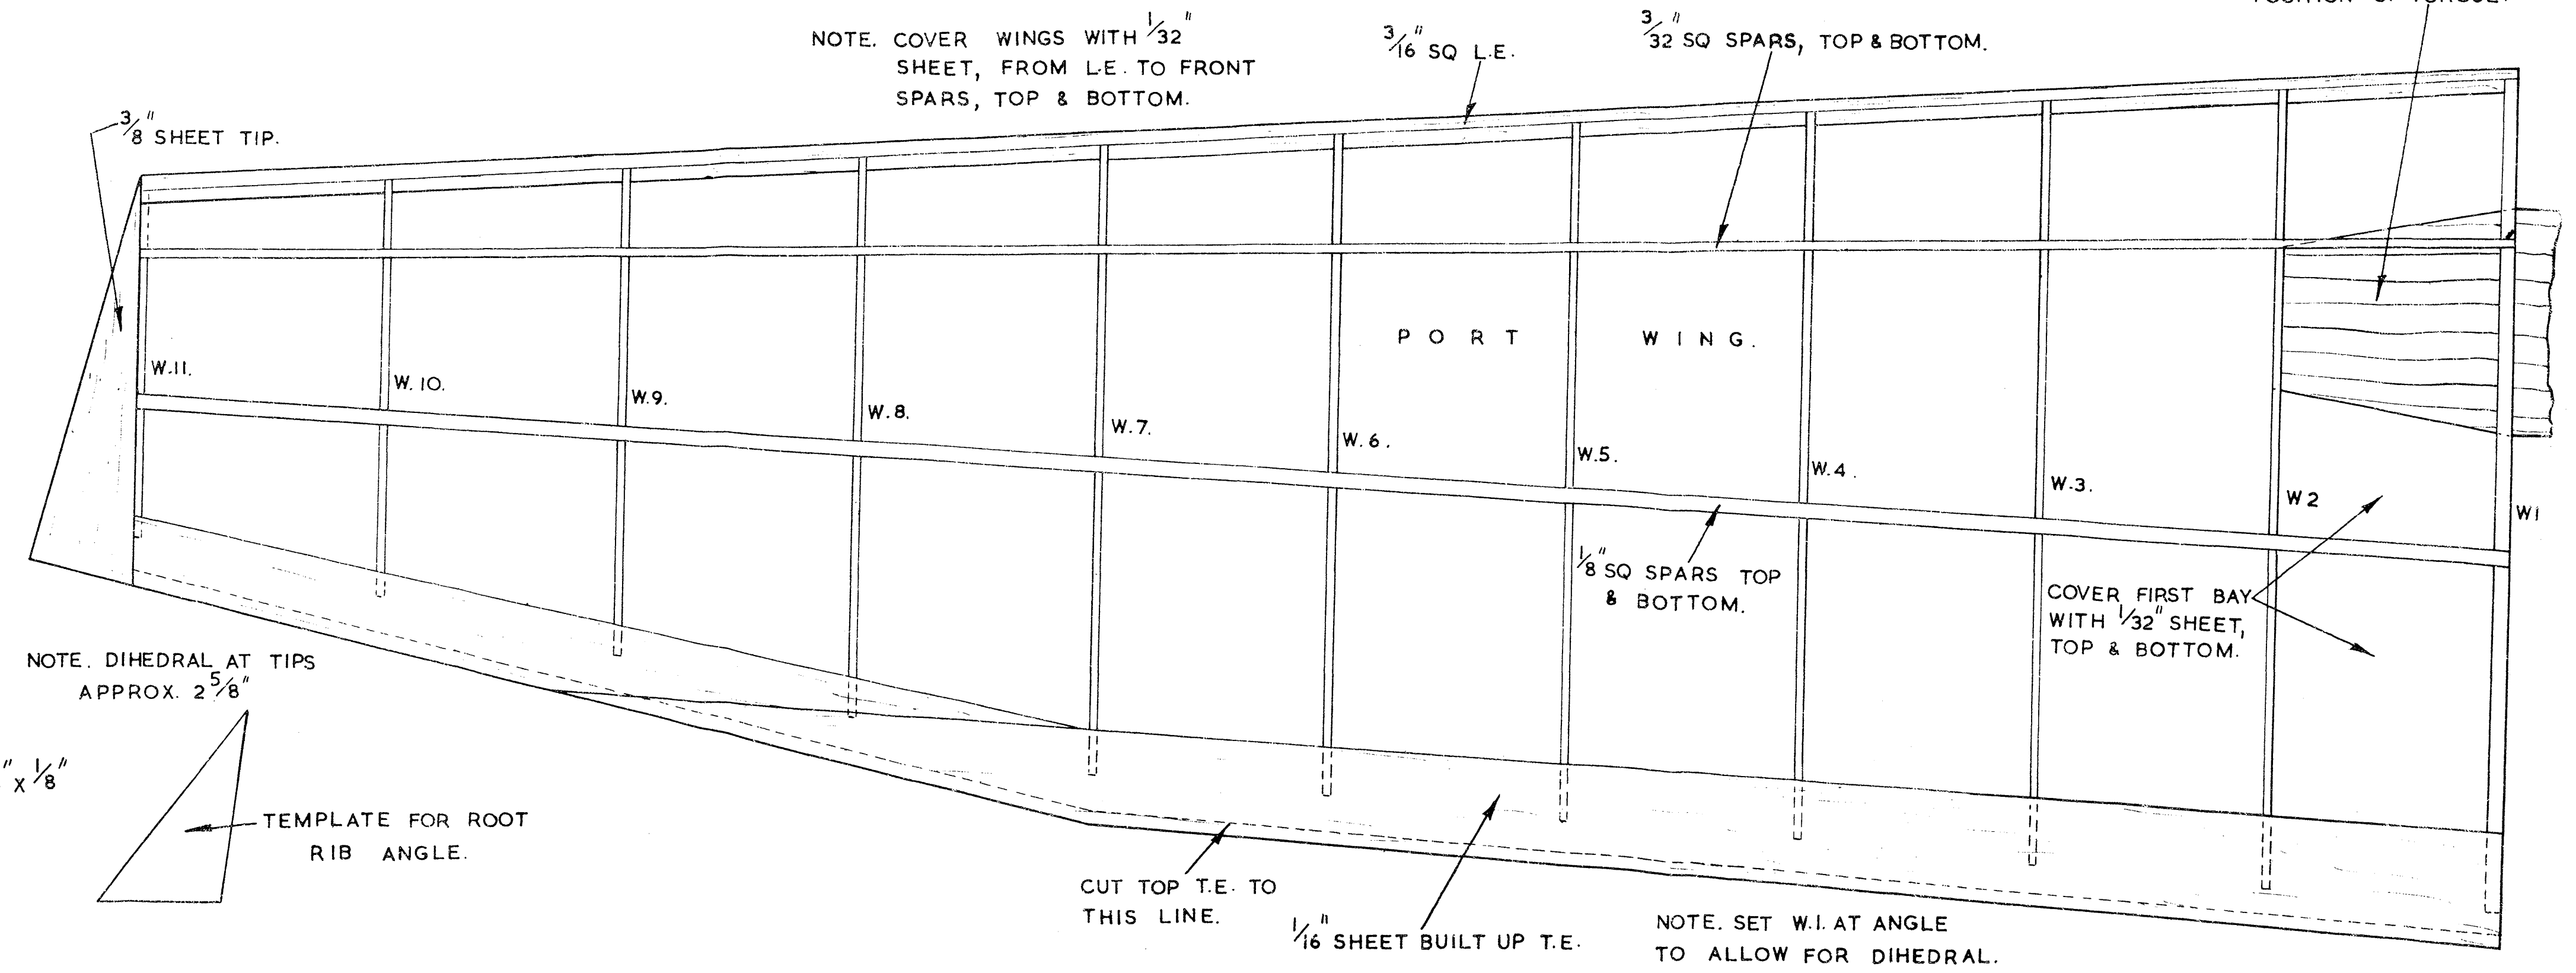 NOTE. COVER WINGS WITH 1/32"
SHEET, FROM L.E. TO FRONT
SPARS, TOP & BOTTOM.
3/16" SQ L.E.
3/32" SQ SPARS, TOP & BOTTOM.
3/8" SHEET TIP.
PORT WING.
W.11.
W.10.
W.9.
W.8.
W.7.
W.6.
W.5.
W.4.
W.3.
W2
W1
1/8" SQ SPARS TOP
& BOTTOM.
COVER FIRST BAY
WITH 1/32" SHEET,
TOP & BOTTOM.
NOTE. DIHEDRAL AT TIPS
APPROX. 2 5/8"
" X 1/8"
TEMPLATE FOR ROOT
RIB ANGLE.
CUT TOP T.E. TO
THIS LINE.
1/16" SHEET BUILT UP T.E.
NOTE. SET W.1. AT ANGLE
TO ALLOW FOR DIHEDRAL.